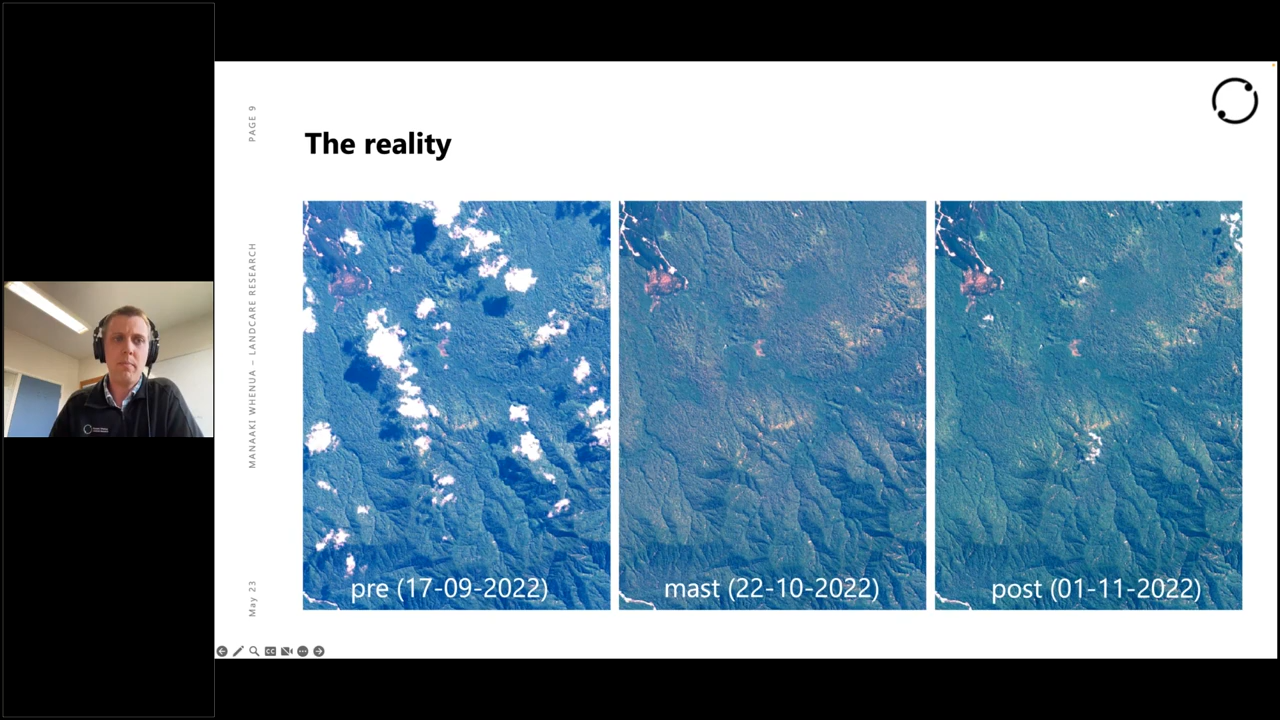 PAGE 9
The reality
MANAAKI WHENUA – LANDCARE RESEARCH
pre (17-09-2022)
mast (22-10-2022)
post (01-11-2022)
May 23
CC